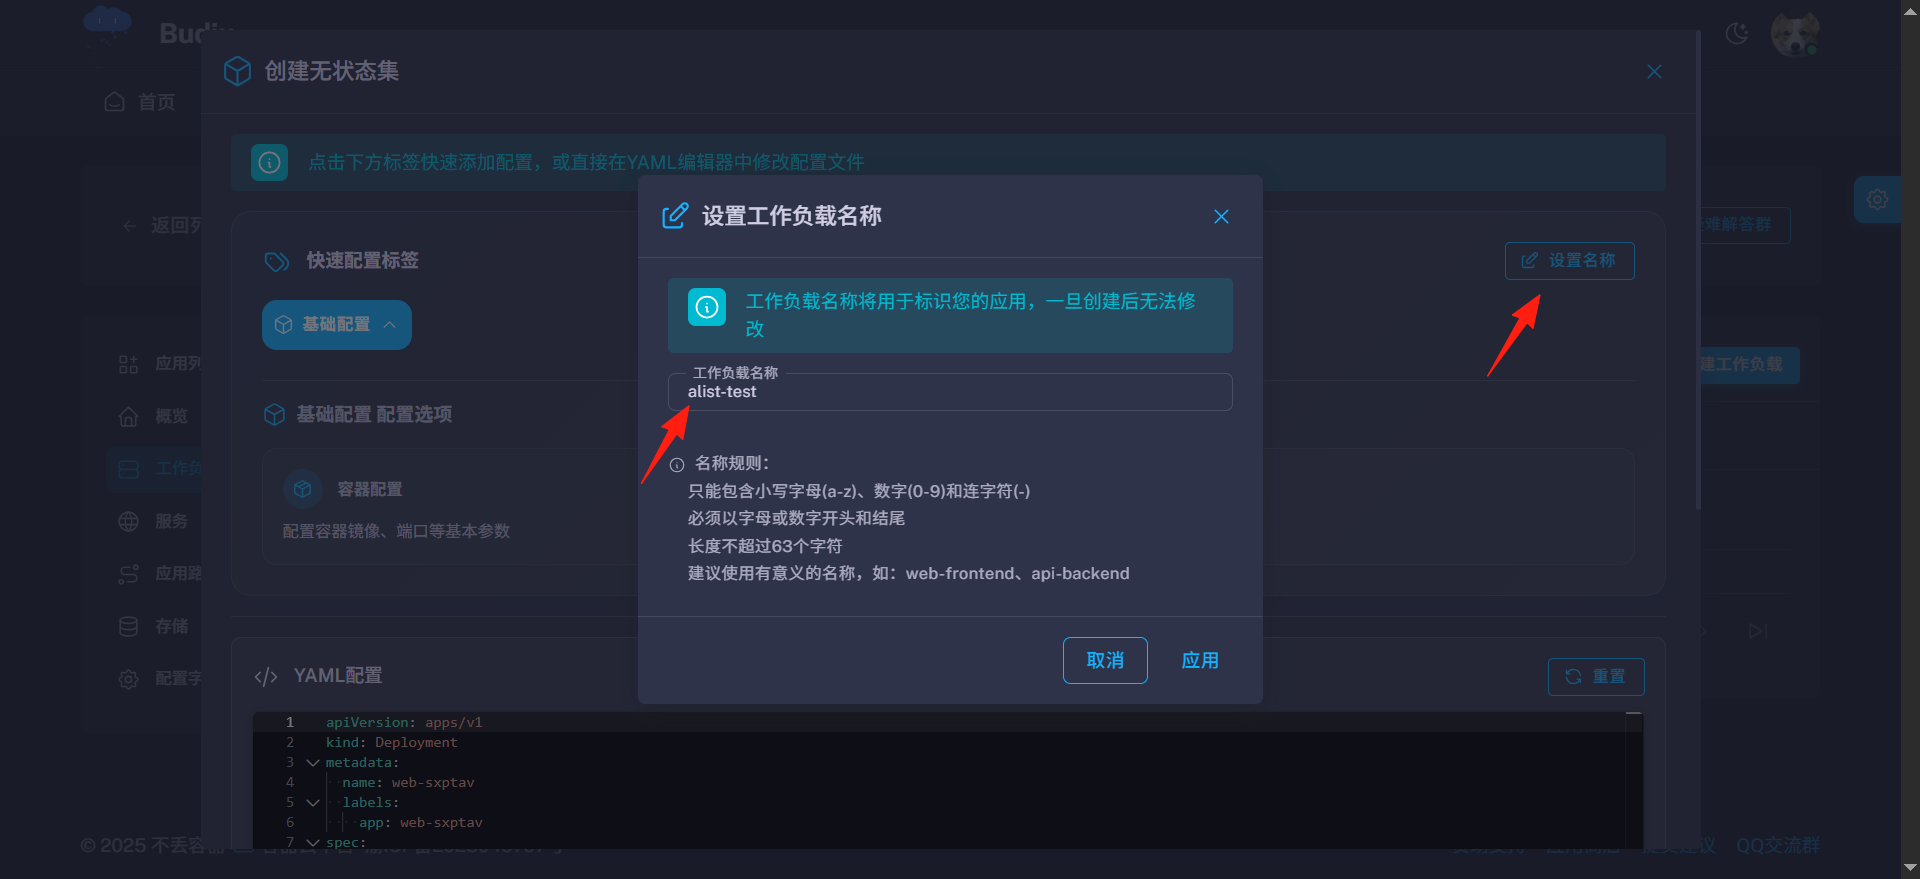 创建无状态集
首页
点击下方标签快速添加配置，或直接在YAML编辑器中修改配置文件
设置工作负载名称
返回列
难解答群
快速配置标签
设置名称
工作负载名称将用于标识您的应用，一旦创建后无法修
改
基础配置
应用列
建工作负载
工作负载名称
alist-test
基础配置 配置选项
概览
工作负
名称规则：
容器配置
只能包含小写字母(a-z)、数字(0-9)和连字符(-)
服务
必须以字母或数字开头和结尾
配置容器镜像、端口等基本参数
长度不超过63个字符
应用路
建议使用有意义的名称，如：web-frontend、api-backend
存储
取消
应用
YAML配置
重置
配置字
1 apiVersion: apps/v1
2 kind: Deployment
3 metadata:
4 name: web-sxptav
5 labels:
6 app: web-sxptav
7 spec:
© 2025 不丢容器
QQ交流群